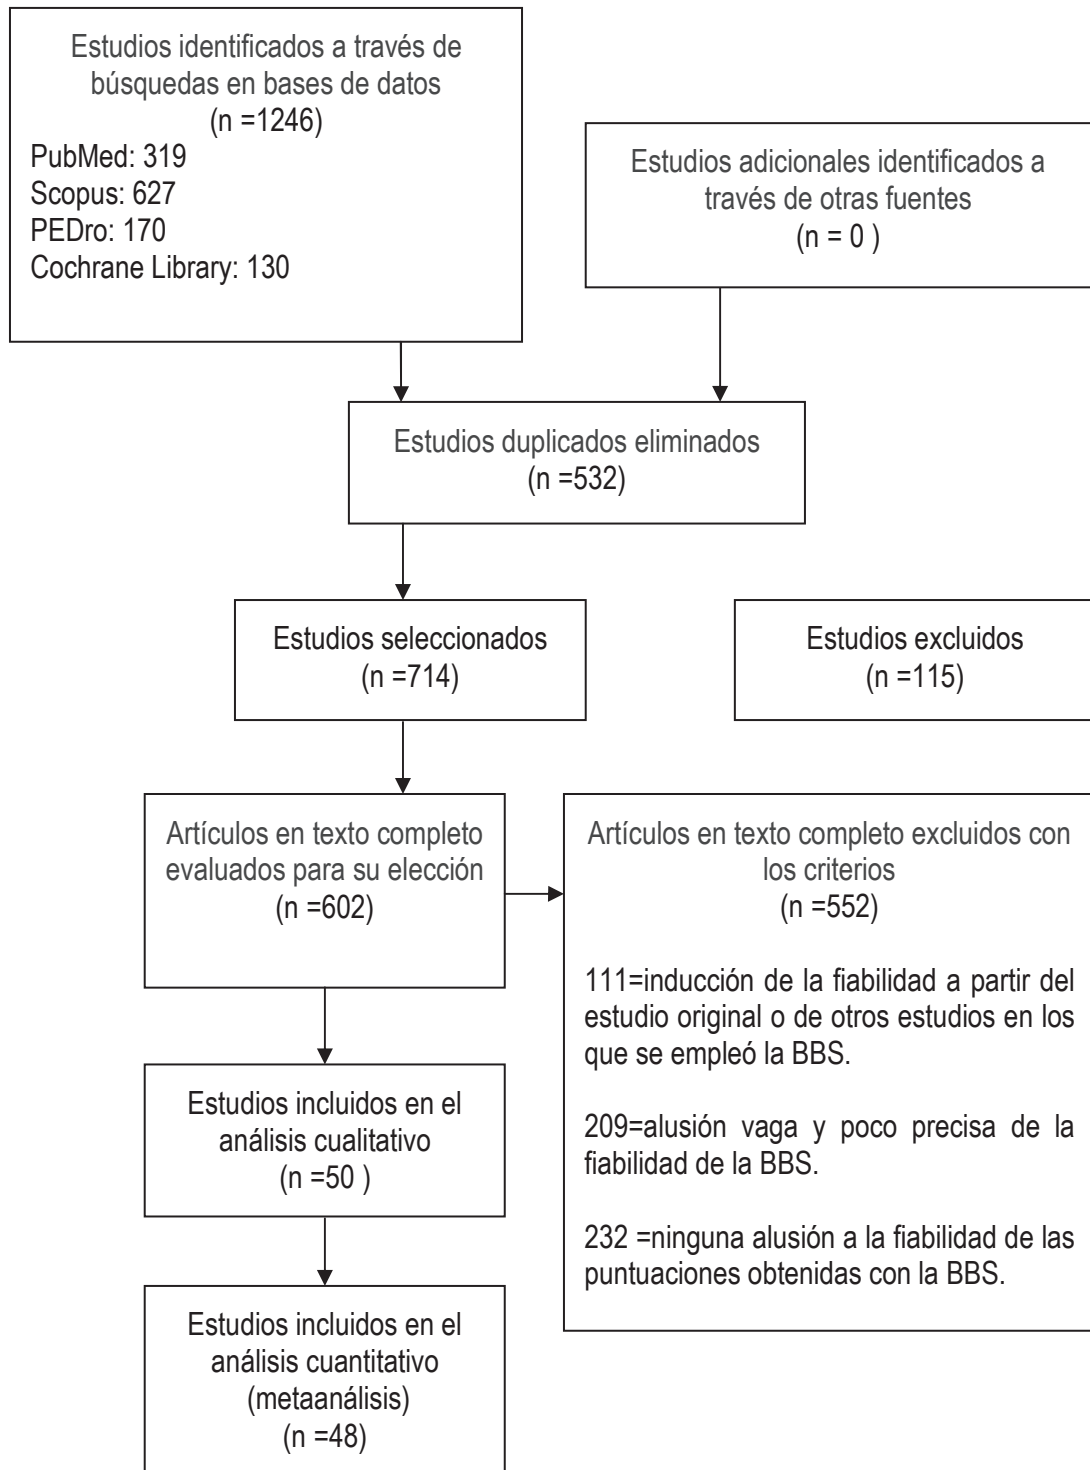 Estudios identificados a través de
búsquedas en bases de datos
(n =1246)
PubMed: 319
Scopus: 627
PEDro: 170
Cochrane Library: 130
Estudios adicionales identificados a
través de otras fuentes
(n = 0 )
Estudios duplicados eliminados
(n =532)
Estudios seleccionados
(n =714)
Estudios excluidos
(n =115)
Artículos en texto completo
evaluados para su elección
(n =602)
Artículos en texto completo excluidos con
los criterios
(n =552)
111=inducción de la fiabilidad a partir del
estudio original o de otros estudios en los
que se empleó la BBS.
209=alusión vaga y poco precisa de la
fiabilidad de la BBS.
232 =ninguna alusión a la fiabilidad de las
puntuaciones obtenidas con la BBS.
Estudios incluidos en el
análisis cualitativo
(n =50 )
Estudios incluidos en el
análisis cuantitativo
(metaanálisis)
(n =48)